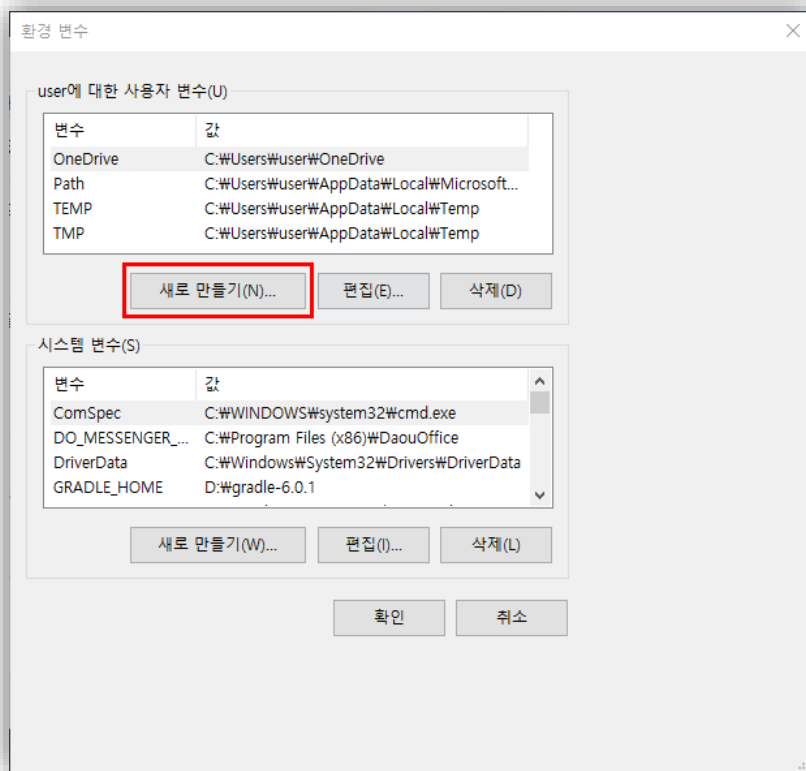 환경 변수
user에 대한 사용자 변수(U)
변수 값
OneDrive C:₩Users₩user₩OneDrive
Path C:₩Users₩user₩AppData₩Local₩Microsoft...
TEMP C:₩Users₩user₩AppData₩Local₩Temp
TMP C:₩Users₩user₩AppData₩Local₩Temp
새로 만들기(N)... 편집(E)... 삭제(D)
시스템 변수(S)
변수 값
ComSpec C:₩WINDOWS₩system32₩cmd.exe
DO_MESSENGER_... C:₩Program Files (x86)₩DaouOffice
DriverData C:₩Windows₩System32₩Drivers₩DriverData
GRADLE_HOME D:₩gradle-6.0.1
새로 만들기(W)... 편집(I)... 삭제(L)
확인 취소